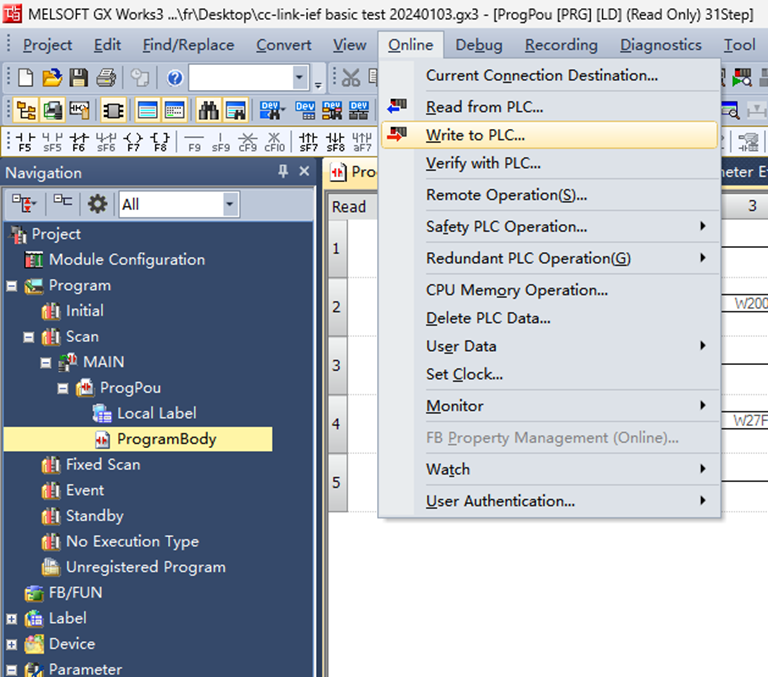 MELSOFT GX Works3 ...\fr\Desktop\cc-link-ief basic test 20240103.gx3 - [ProgPou [PRG] [LD] (Read Only) 31Step]
Project Edit Find/Replace Convert View Online Debug Recording Diagnostics Tool
F5 sF5 F6 sF6 F7 F8 F9 sF9 cF9 cF10 sF7 sF8 aF7
Navigation
All
Project
Module Configuration
Program
Initial
Scan
MAIN
ProgPou
Local Label
ProgramBody
Fixed Scan
Event
Standby
No Execution Type
Unregistered Program
FB/FUN
Label
Device
Parameter
Current Connection Destination...
Read from PLC...
Write to PLC...
Verify with PLC...
Remote Operation(S)...
Safety PLC Operation...
Redundant PLC Operation(G)
CPU Memory Operation...
Delete PLC Data...
User Data
Set Clock...
Monitor
FB Property Management (Online)...
Watch
User Authentication...
Read
1
2
3
4
5
3
W200
W27F